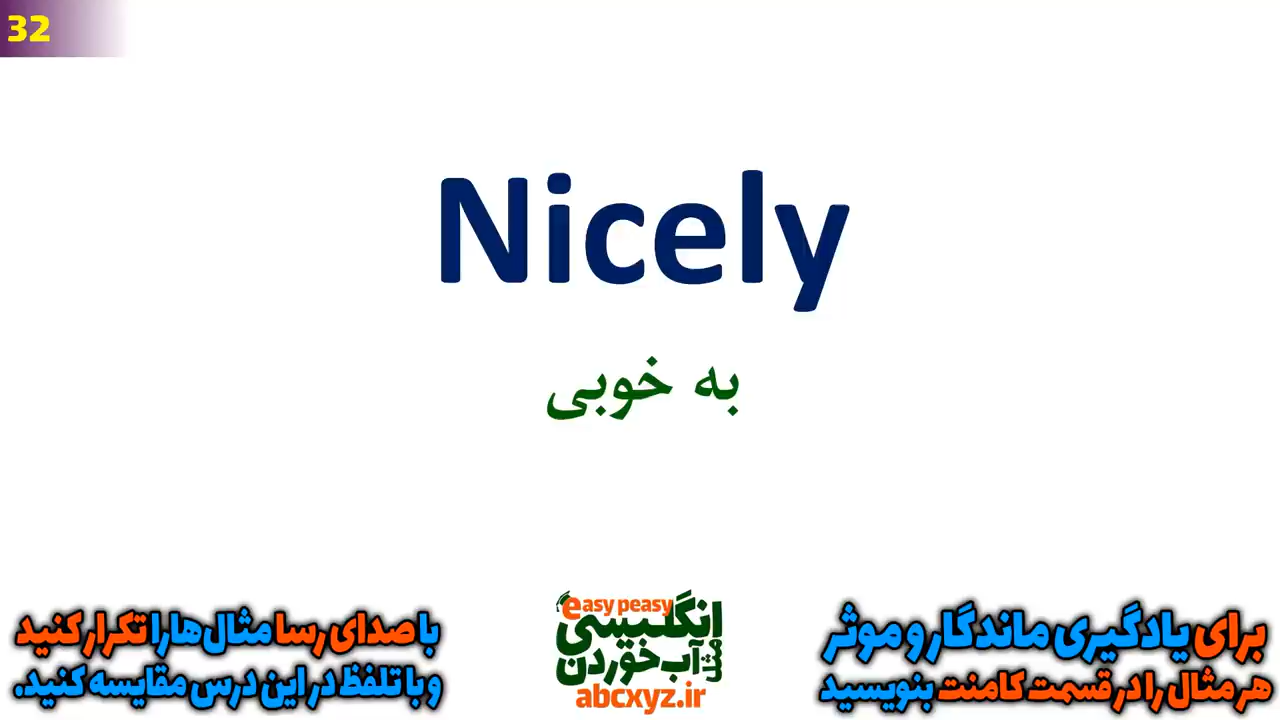 32
Nicely
به خوبی
با صدای رسا مثال‌ها را تکرار کنید
و با تلفظ در این درس مقایسه کنید.
easy peasy
انگلیسی
مثل
آب خوردن
abcxyz.ir
برای یادگیری ماندگار و موثر
هر مثال را در قسمت کامنت بنویسید